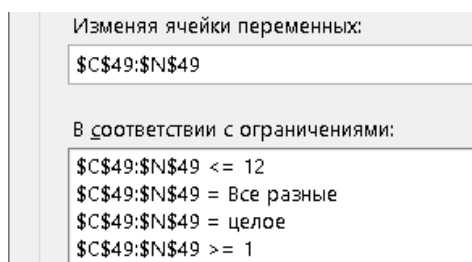 Изменяя ячейки переменных:
$C$49:$N$49
В соответствии с ограничениями:
$C$49:$N$49 <= 12
$C$49:$N$49 = Все разные
$C$49:$N$49 = целое
$C$49:$N$49 >= 1